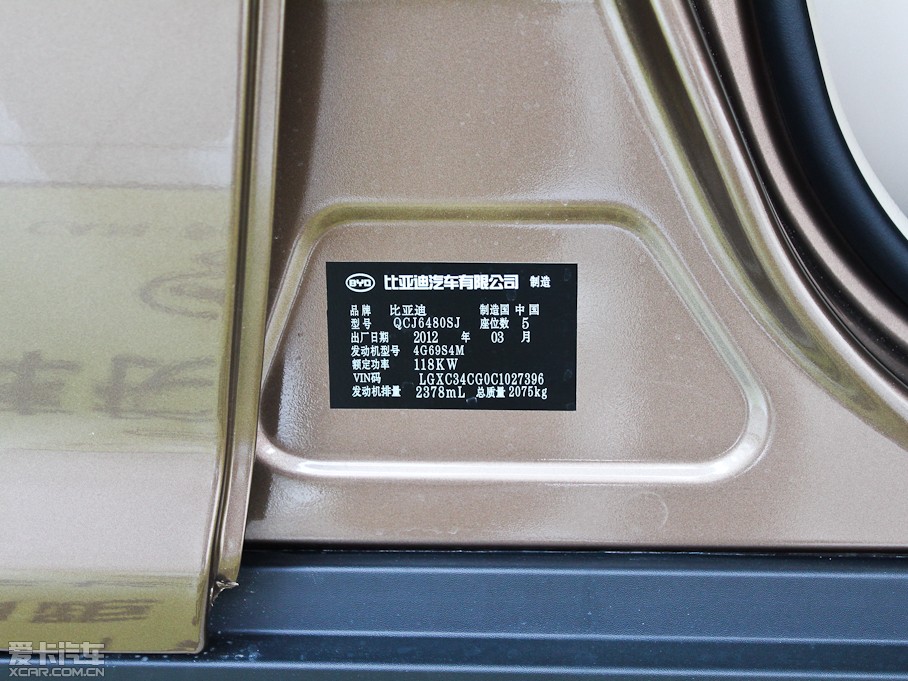 BYD 比亚迪汽车有限公司 制造
品牌 比亚迪 制造国 中国
型号 QCJ6480SJ 座位数 5
出厂日期 2012 年 03 月
发动机型号 4G69S4M
额定功率 118KW
VIN码 LGXC34CG0C1027396
发动机排量 2378mL 总质量 2075kg
爱卡汽车
XCAR.COM.CN